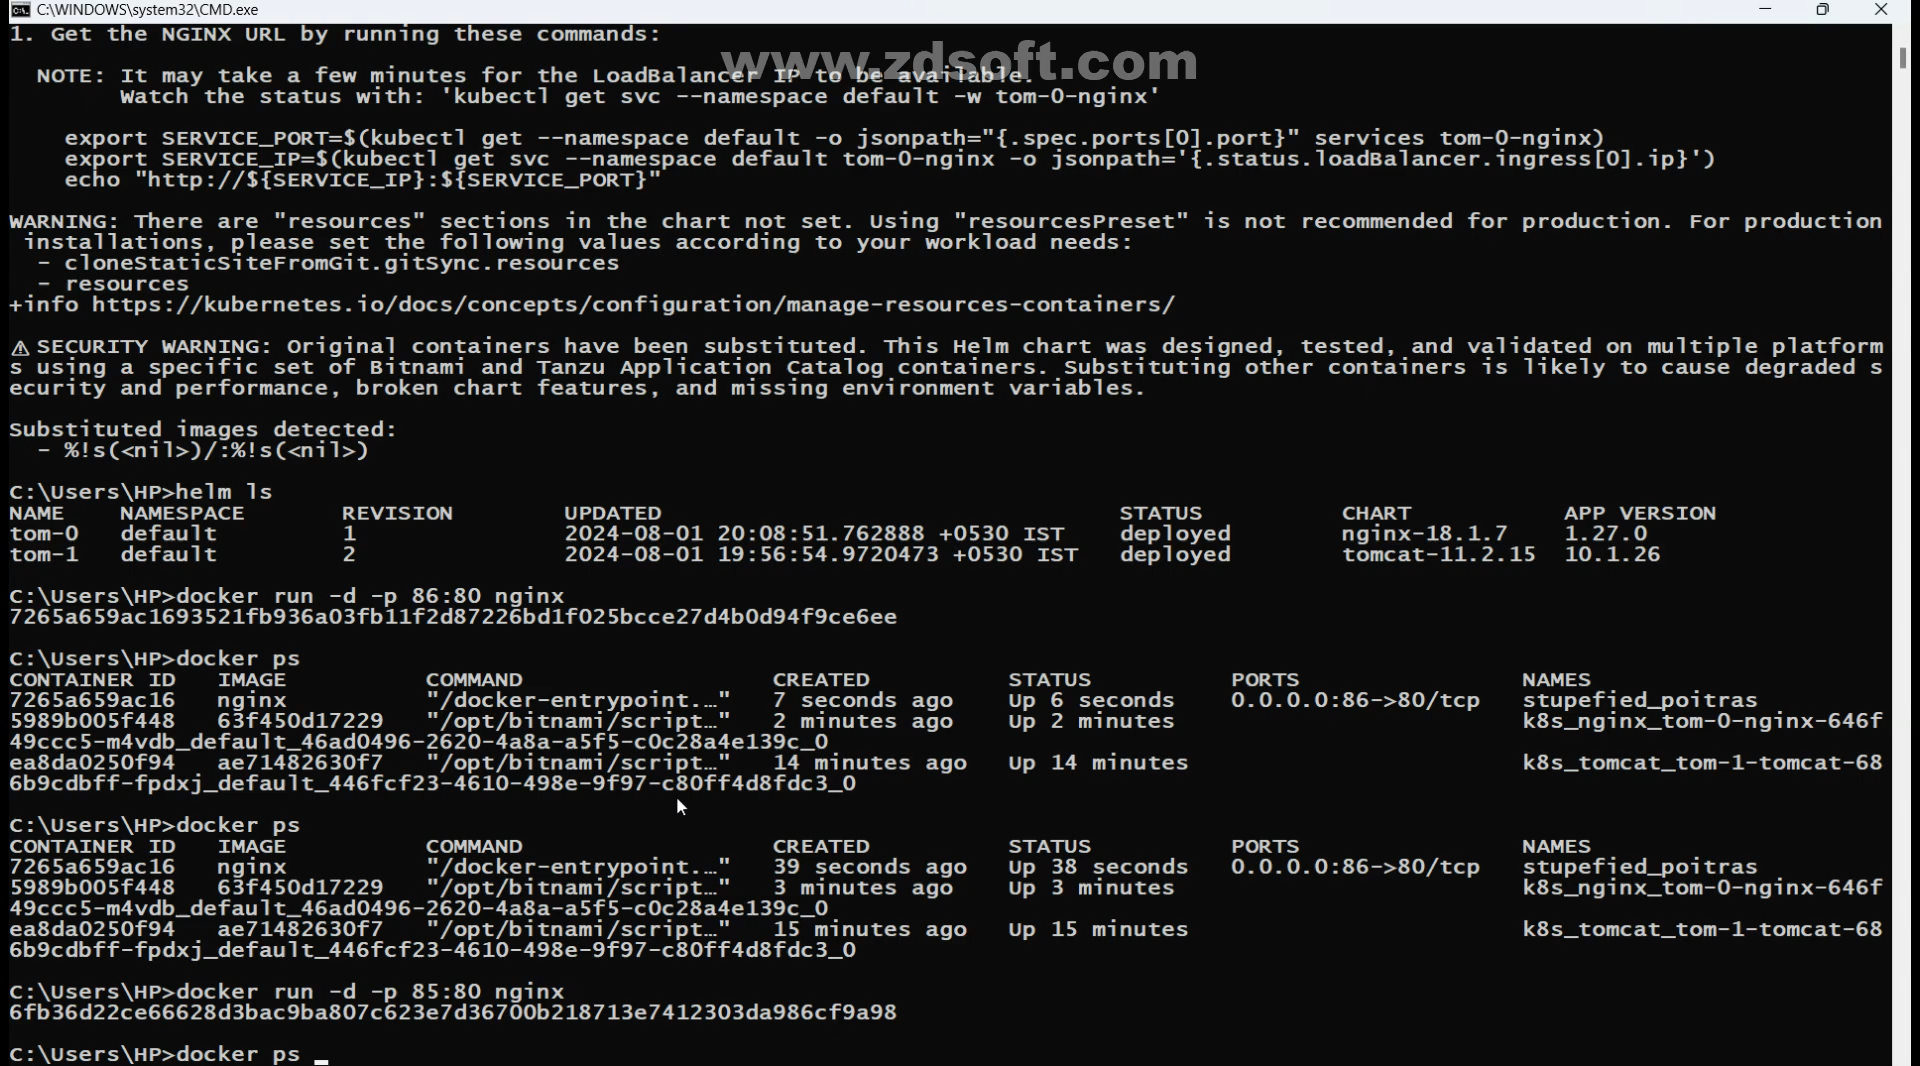 C:\WINDOWS\system32\CMD.exe
1. Get the NGINX URL by running these commands:
www.zdsoft.com
NOTE: It may take a few minutes for the LoadBalancer IP to be available.
Watch the status with: 'kubectl get svc --namespace default -w tom-0-nginx'
export SERVICE_PORT=$(kubectl get --namespace default -o jsonpath="{.spec.ports[0].port}" services tom-0-nginx)
export SERVICE_IP=$(kubectl get svc --namespace default tom-0-nginx -o jsonpath='{.status.loadBalancer.ingress[0].ip}')
echo "http://${SERVICE_IP}:${SERVICE_PORT}"
WARNING: There are "resources" sections in the chart not set. Using "resourcesPreset" is not recommended for production. For production
installations, please set the following values according to your workload needs:
- cloneStaticSiteFromGit.gitSync.resources
- resources
+info https://kubernetes.io/docs/concepts/configuration/manage-resources-containers/
⚠ SECURITY WARNING: Original containers have been substituted. This Helm chart was designed, tested, and validated on multiple platform
s using a specific set of Bitnami and Tanzu Application Catalog containers. Substituting other containers is likely to cause degraded s
ecurity and performance, broken chart features, and missing environment variables.
Substituted images detected:
- %!s(<nil>)/:%!s(<nil>)
C:\Users\HP>helm ls
NAME NAMESPACE REVISION UPDATED STATUS CHART APP VERSION
tom-0 default 1 2024-08-01 20:08:51.762888 +0530 IST deployed nginx-18.1.7 1.27.0
tom-1 default 2 2024-08-01 19:56:54.9720473 +0530 IST deployed tomcat-11.2.15 10.1.26
C:\Users\HP>docker run -d -p 86:80 nginx
7265a659ac1693521fb936a03fb11f2d87226bd1f025bcce27d4b0d94f9ce6ee
C:\Users\HP>docker ps
CONTAINER ID IMAGE COMMAND CREATED STATUS PORTS NAMES
7265a659ac16 nginx "/docker-entrypoint.…" 7 seconds ago Up 6 seconds 0.0.0.0:86->80/tcp stupefied_poitras
5989b005f448 63f450d17229 "/opt/bitnami/script…" 2 minutes ago Up 2 minutes k8s_nginx_tom-0-nginx-646f
49ccc5-m4vdb_default_46ad0496-2620-4a8a-a5f5-c0c28a4e139c_0
ea8da0250f94 ae71482630f7 "/opt/bitnami/script…" 14 minutes ago Up 14 minutes k8s_tomcat_tom-1-tomcat-68
6b9cdbff-fpdxj_default_446fcf23-4610-498e-9f97-c80ff4d8fdc3_0
C:\Users\HP>docker ps
CONTAINER ID IMAGE COMMAND CREATED STATUS PORTS NAMES
7265a659ac16 nginx "/docker-entrypoint.…" 39 seconds ago Up 38 seconds 0.0.0.0:86->80/tcp stupefied_poitras
5989b005f448 63f450d17229 "/opt/bitnami/script…" 3 minutes ago Up 3 minutes k8s_nginx_tom-0-nginx-646f
49ccc5-m4vdb_default_46ad0496-2620-4a8a-a5f5-c0c28a4e139c_0
ea8da0250f94 ae71482630f7 "/opt/bitnami/script…" 15 minutes ago Up 15 minutes k8s_tomcat_tom-1-tomcat-68
6b9cdbff-fpdxj_default_446fcf23-4610-498e-9f97-c80ff4d8fdc3_0
C:\Users\HP>docker run -d -p 85:80 nginx
6fb36d22ce66628d3bac9ba807c623e7d36700b218713e7412303da986cf9a98
C:\Users\HP>docker ps